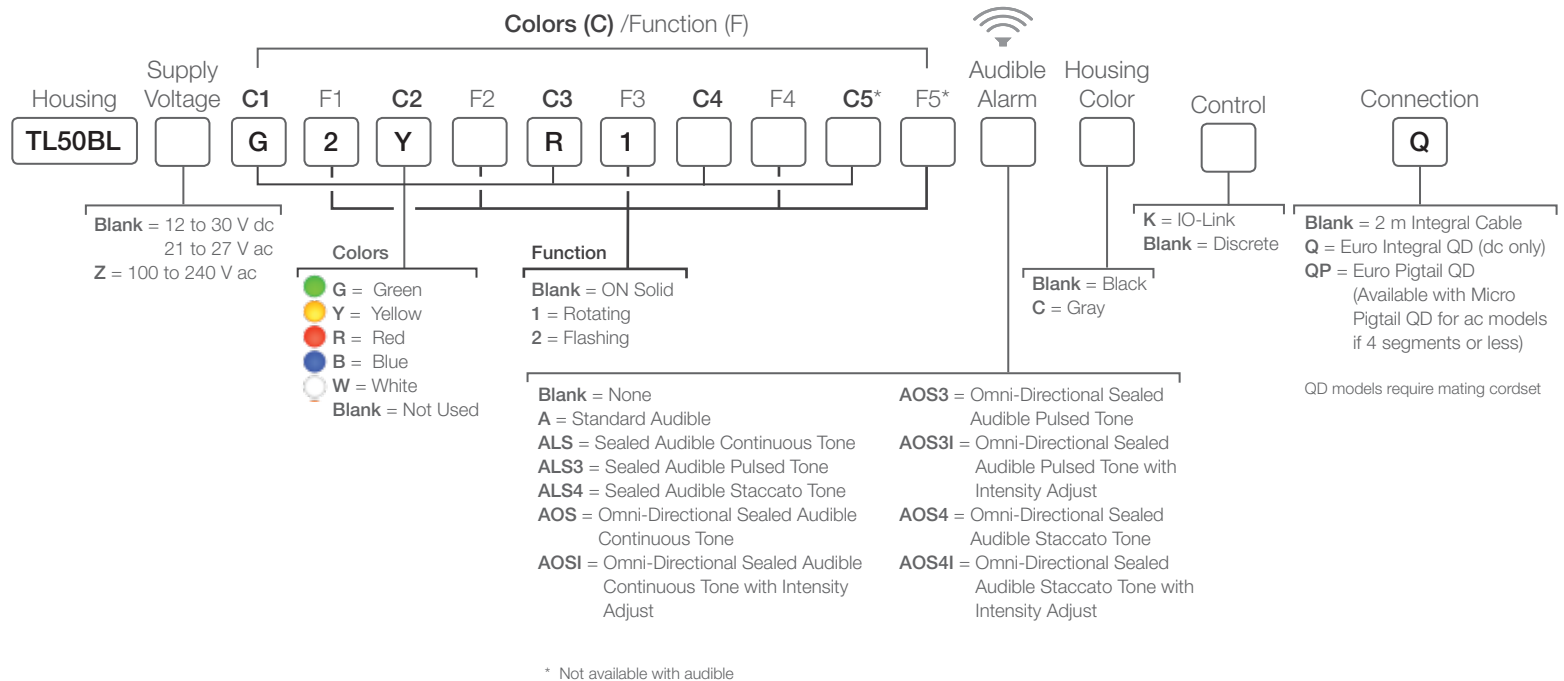 Colors (C) /Function (F)
Housing
Supply
Voltage
C1
F1
C2
F2
C3
F3
C4
F4
C5*
F5*
Audible
Alarm
Housing
Color
Control
Connection
TL50BL
G
2
Y
R
1
Q
Blank = 12 to 30 V dc
21 to 27 V ac
Z = 100 to 240 V ac
Colors
G = Green
Y = Yellow
R = Red
B = Blue
W = White
Blank = Not Used
Function
Blank = ON Solid
1 = Rotating
2 = Flashing
Blank = None
A = Standard Audible
ALS = Sealed Audible Continuous Tone
ALS3 = Sealed Audible Pulsed Tone
ALS4 = Sealed Audible Staccato Tone
AOS = Omni-Directional Sealed Audible
Continuous Tone
AOSI = Omni-Directional Sealed Audible
Continuous Tone with Intensity
Adjust
AOS3 = Omni-Directional Sealed
Audible Pulsed Tone
AOS3I = Omni-Directional Sealed
Audible Pulsed Tone with
Intensity Adjust
AOS4 = Omni-Directional Sealed
Audible Staccato Tone
AOS4I = Omni-Directional Sealed
Audible Staccato Tone with
Intensity Adjust
Blank = Black
C = Gray
K = IO-Link
Blank = Discrete
Blank = 2 m Integral Cable
Q = Euro Integral QD (dc only)
QP = Euro Pigtail QD
(Available with Micro
Pigtail QD for ac models
if 4 segments or less)
QD models require mating cordset
* Not available with audible